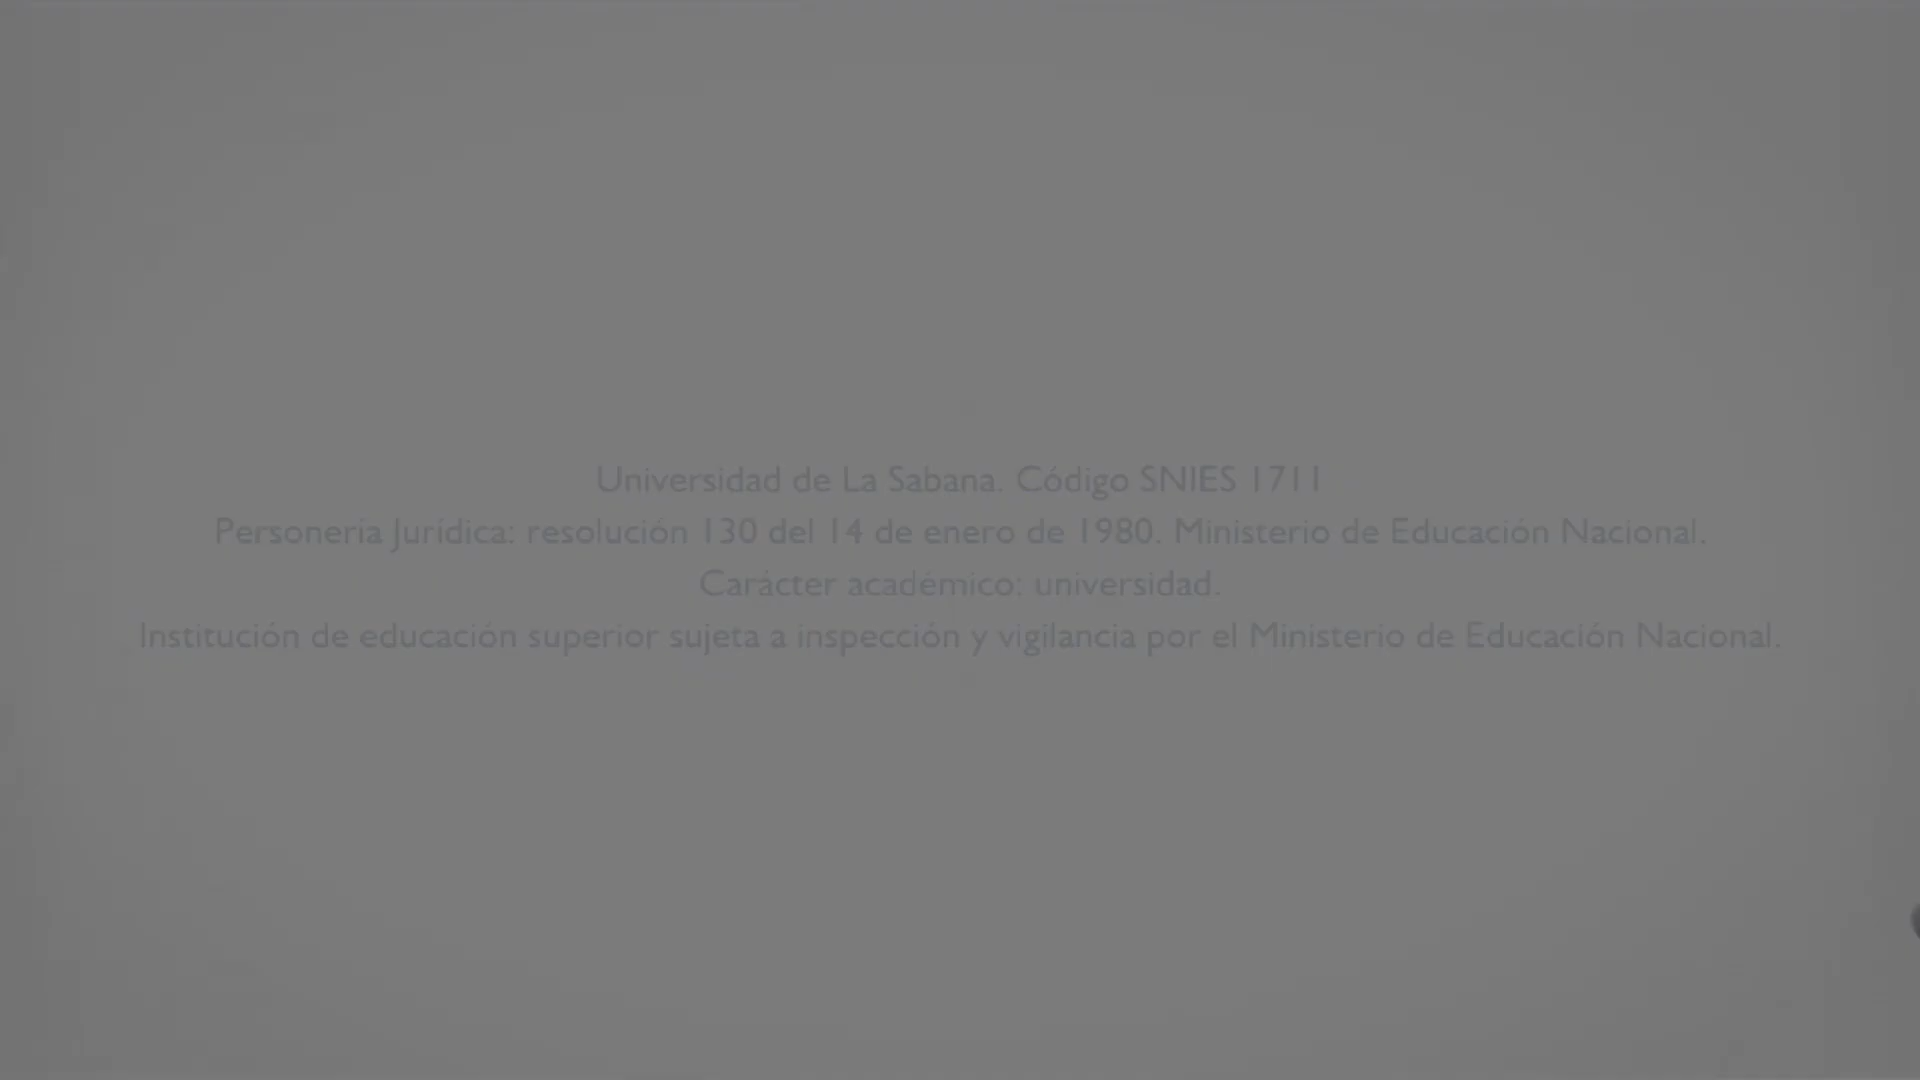 Universidad de La Sabana. Código SNIES 1711
Personería Jurídica: resolución 130 del 14 de enero de 1980. Ministerio de Educación Nacional.
Carácter académico: universidad.
Institución de educación superior sujeta a inspección y vigilancia por el Ministerio de Educación Nacional.